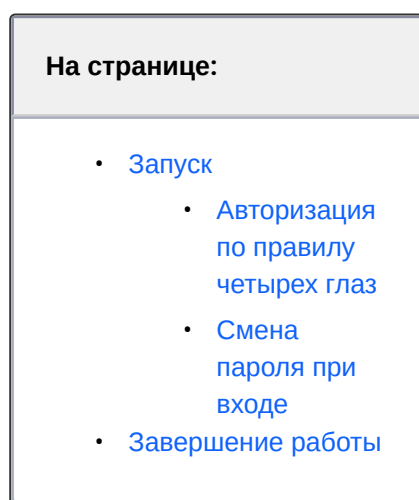 На странице:
Запуск
Авторизация
по правилу
четырех глаз
Смена
пароля при
входе
Завершение работы